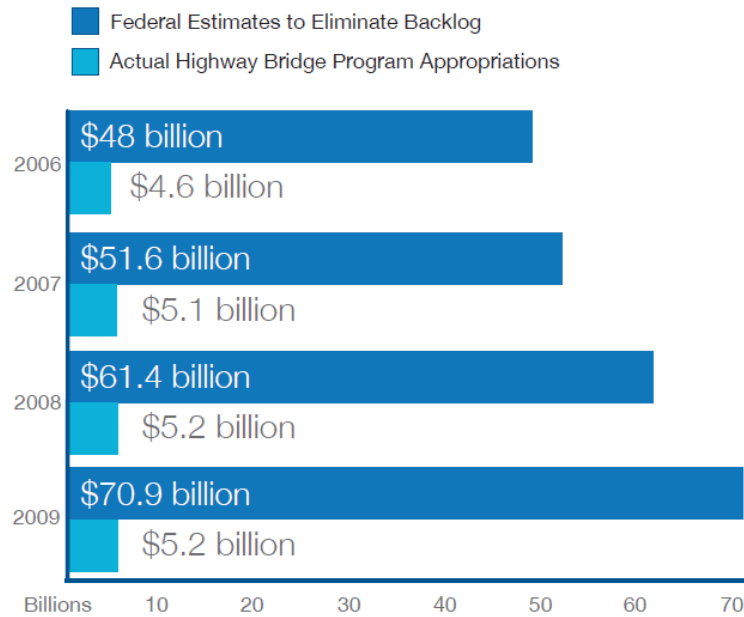 Federal Estimates to Eliminate Backlog
Actual Highway Bridge Program Appropriations
2006
$48 billion
$4.6 billion
2007
$51.6 billion
$5.1 billion
2008
$61.4 billion
$5.2 billion
2009
$70.9 billion
$5.2 billion
Billions 10 20 30 40 50 60 70